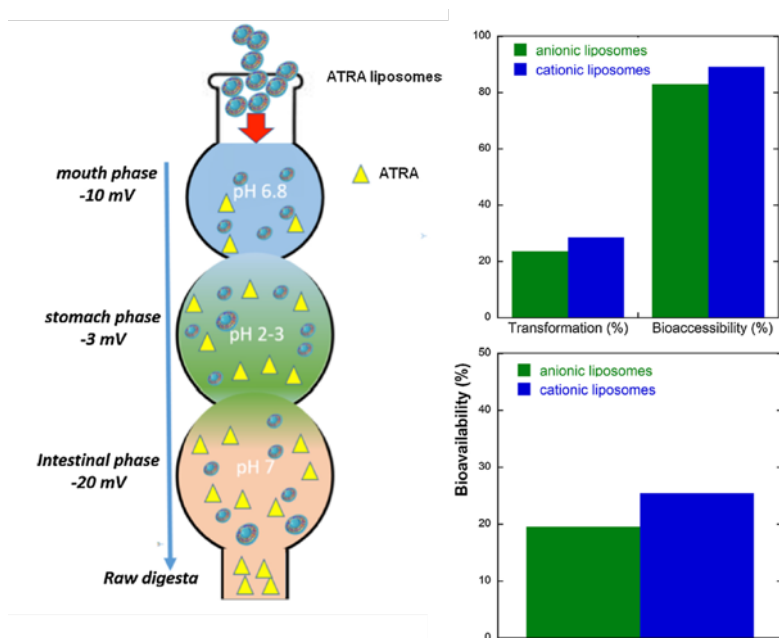 ATRA liposomes
mouth phase
-10 mV
pH 6.8
ATRA
stomach phase
-3 mV
pH 2-3
Intestinal phase
-20 mV
pH 7
Raw digesta
100
80
60
40
20
0
anionic liposomes
cationic liposomes
Transformation (%)
Bioaccessibility (%)
Bioavailability (%)
50
40
30
20
10
0
anionic liposomes
cationic liposomes